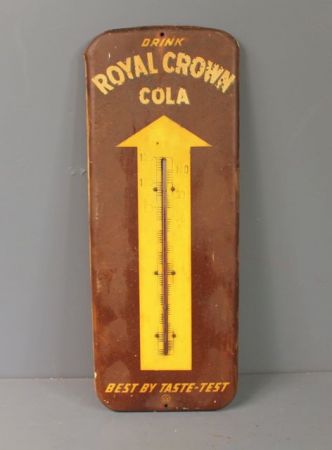 DRINK
ROYAL CROWN
COLA
BEST BY TASTE-TEST